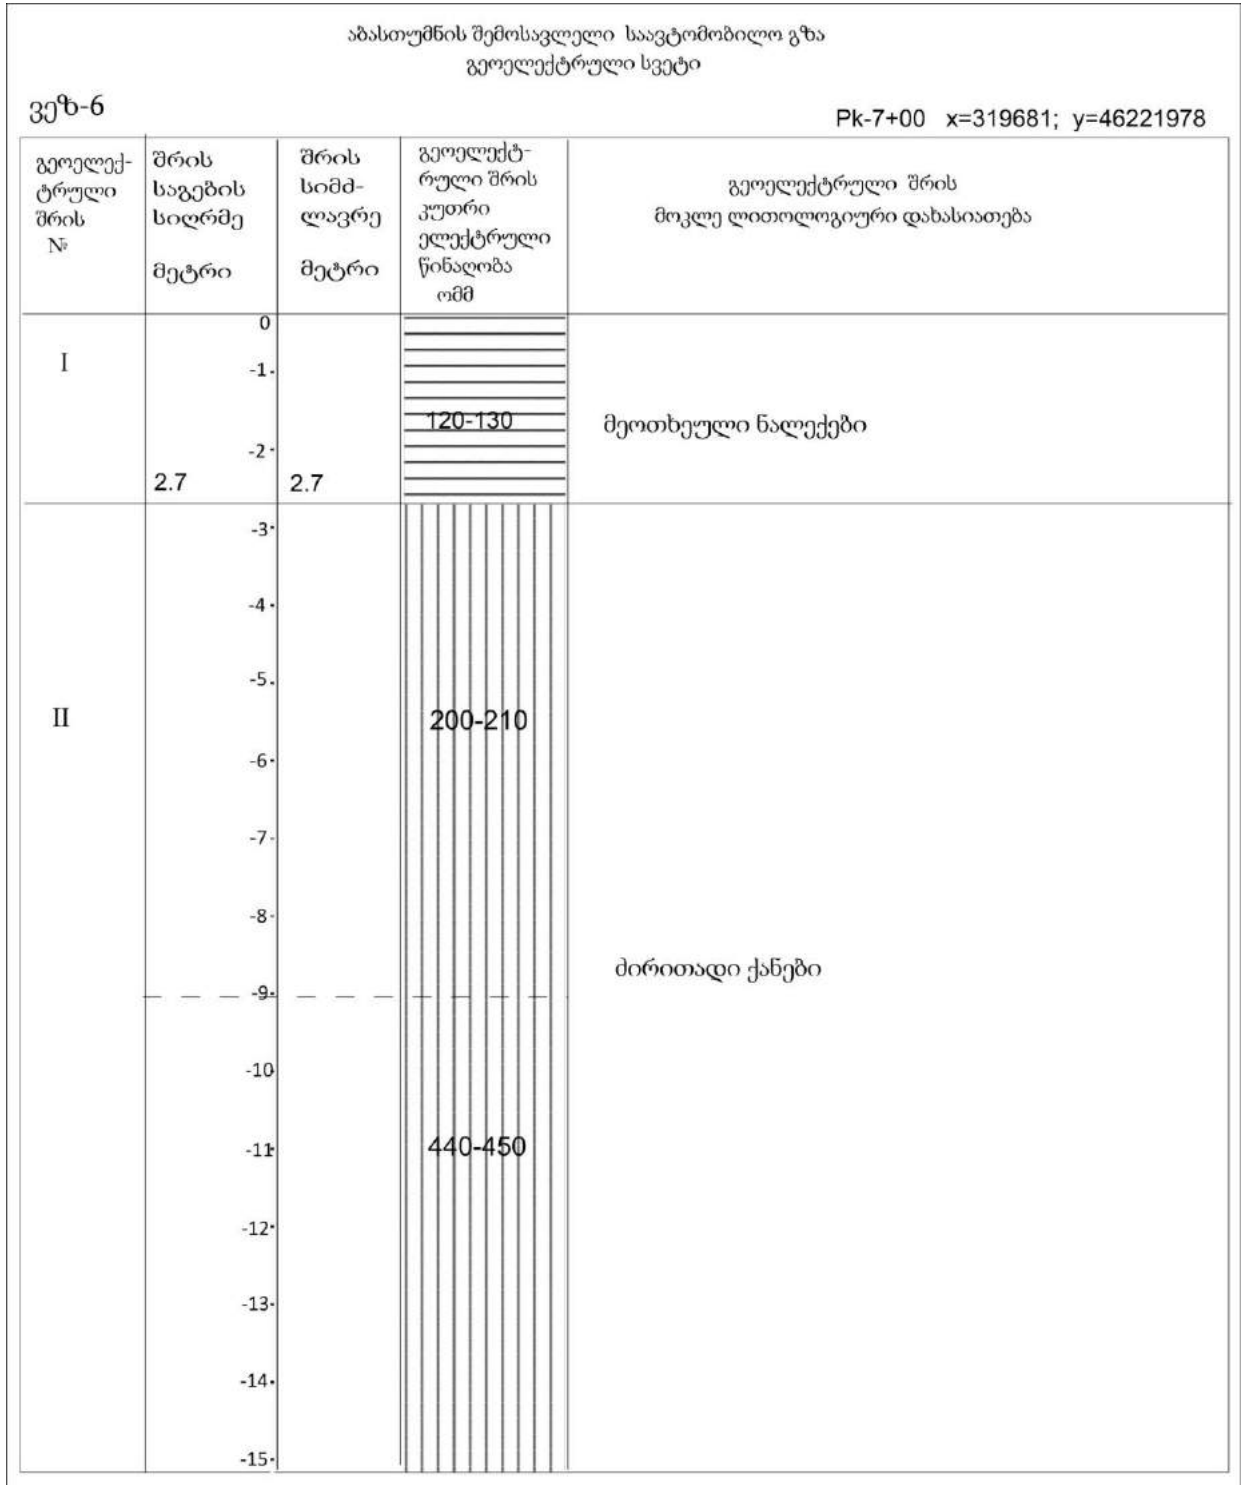 აბასთუმნის შემოსავლელი საავტომობილო გზა
გეოელექტრული სვეტი
ვეზ-6
Pk-7+00 x=319681; y=46221978
გეოელექ-
ტრული
შრის
№
შრის
საგების
სიღრმე
მეტრი
შრის
სიმძ-
ლავრე
მეტრი
გეოელექტ-
რული შრის
კუთრი
ელექტრული
წინაღობა
ომმ
გეოელექტრული შრის
მოკლე ლითოლოგიური დახასიათება
0
I
-1
120-130
მეოთხეული ნალექები
-2
2.7
2.7
-3
-4
-5
II
200-210
-6
-7
-8
ძირითადი ქანები
-9
-10
-11
440-450
-12
-13
-14
-15